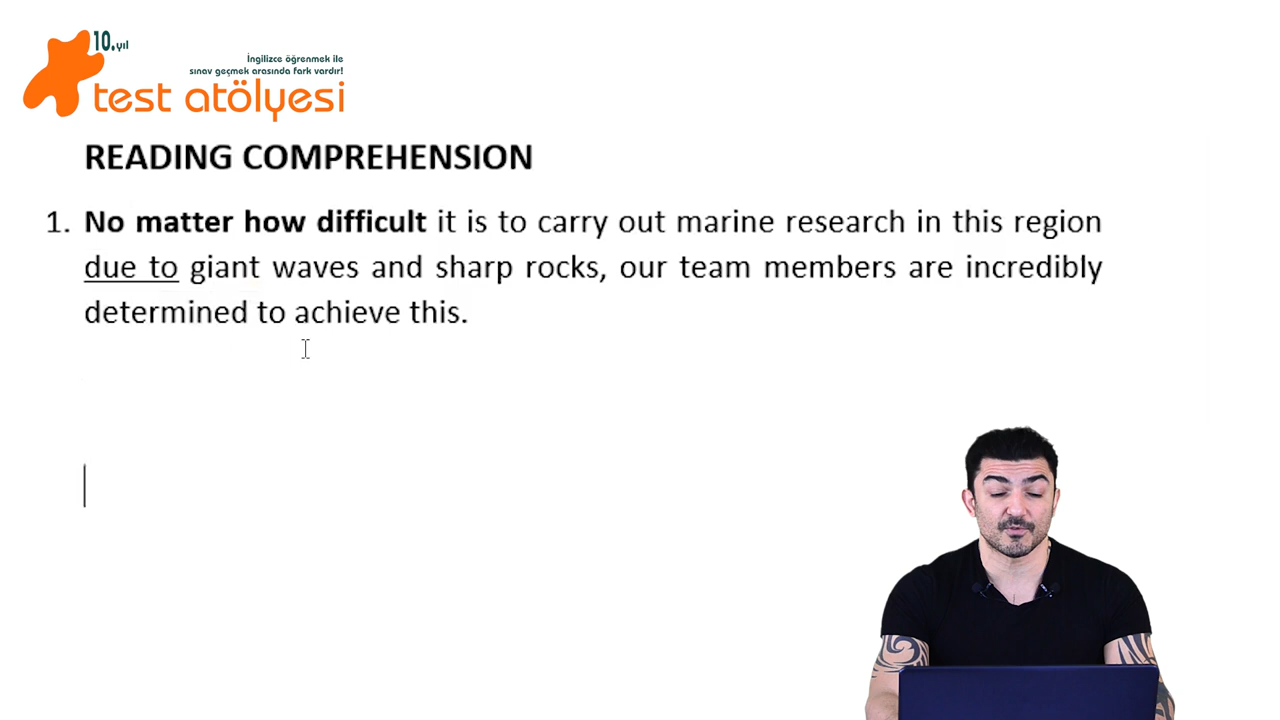 10.yıl
İngilizce öğrenmek ile
sınav geçmek arasında fark vardır!
test atölyesi
READING COMPREHENSION
1. No matter how difficult it is to carry out marine research in this region
due to giant waves and sharp rocks, our team members are incredibly
determined to achieve this.